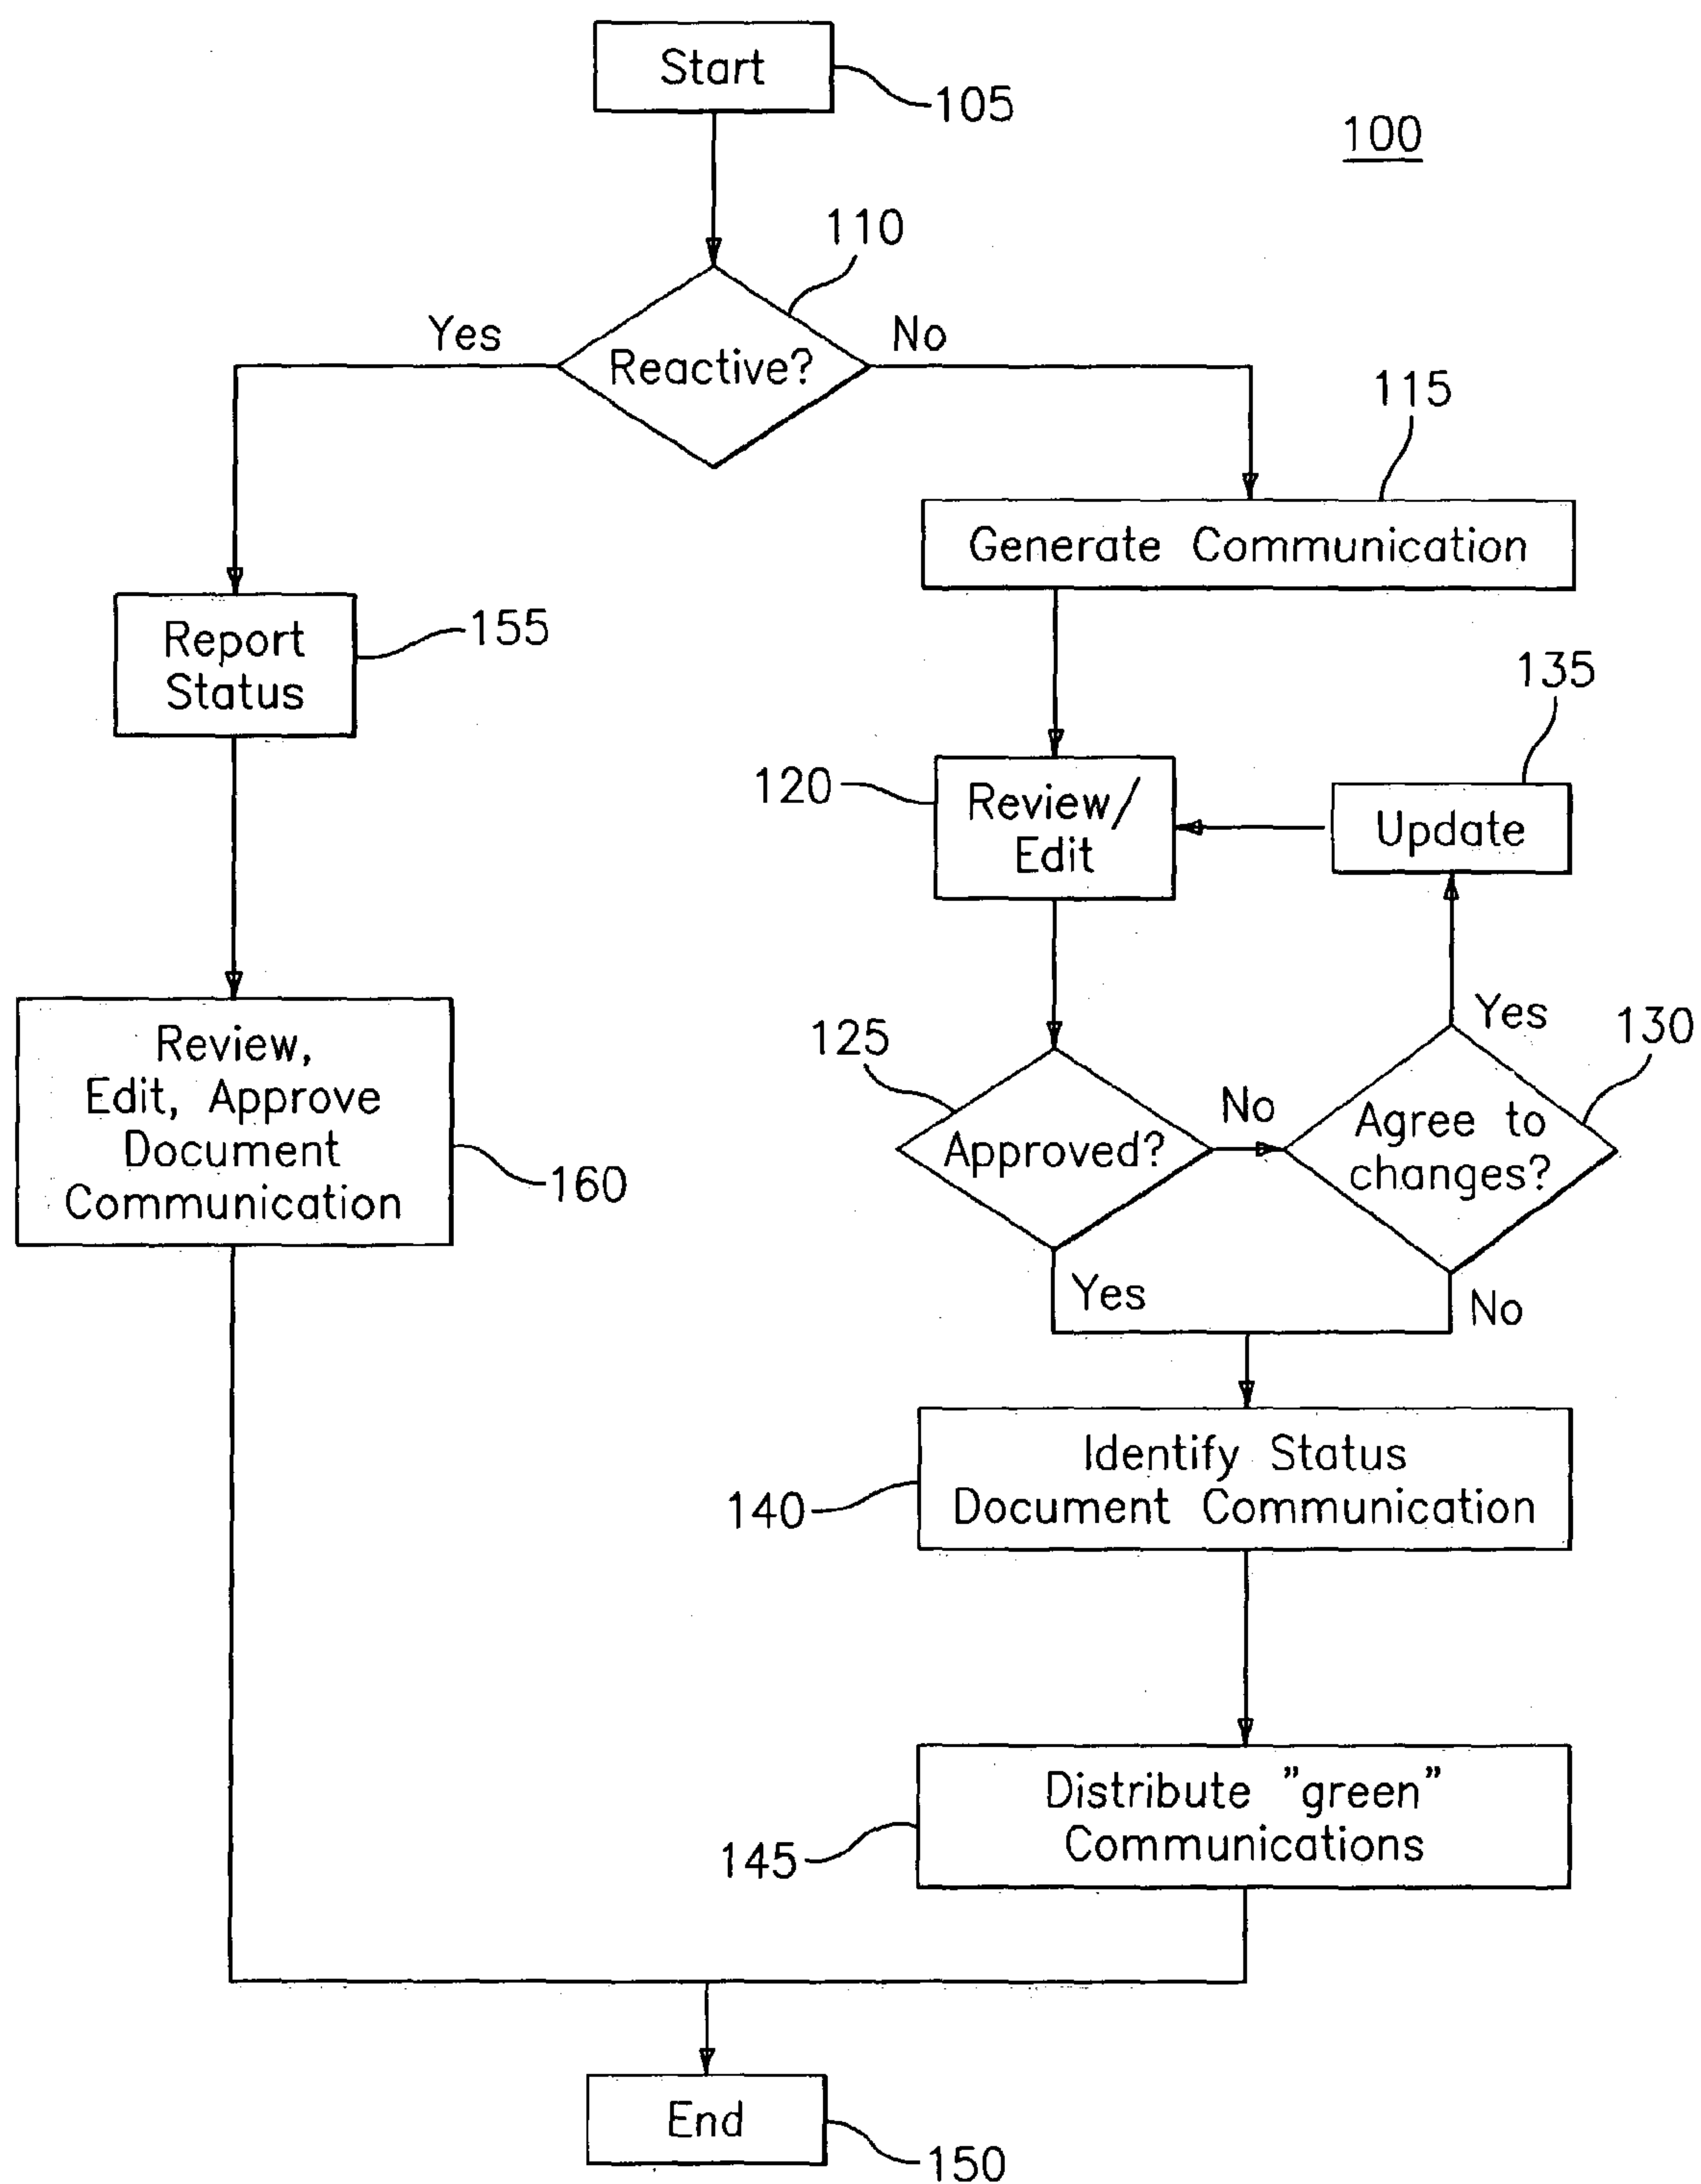 Start
105
100
110
Yes
No
Reactive?
115
Generate Communication
Report
Status
155
135
120
Review/
Edit
Update
Yes
130
125
Review,
Edit, Approve
Document
Communication
160
No
Approved?
Agree to
changes?
Yes
No
Identify Status
Document Communication
140
Distribute "green"
Communications
145
End
150